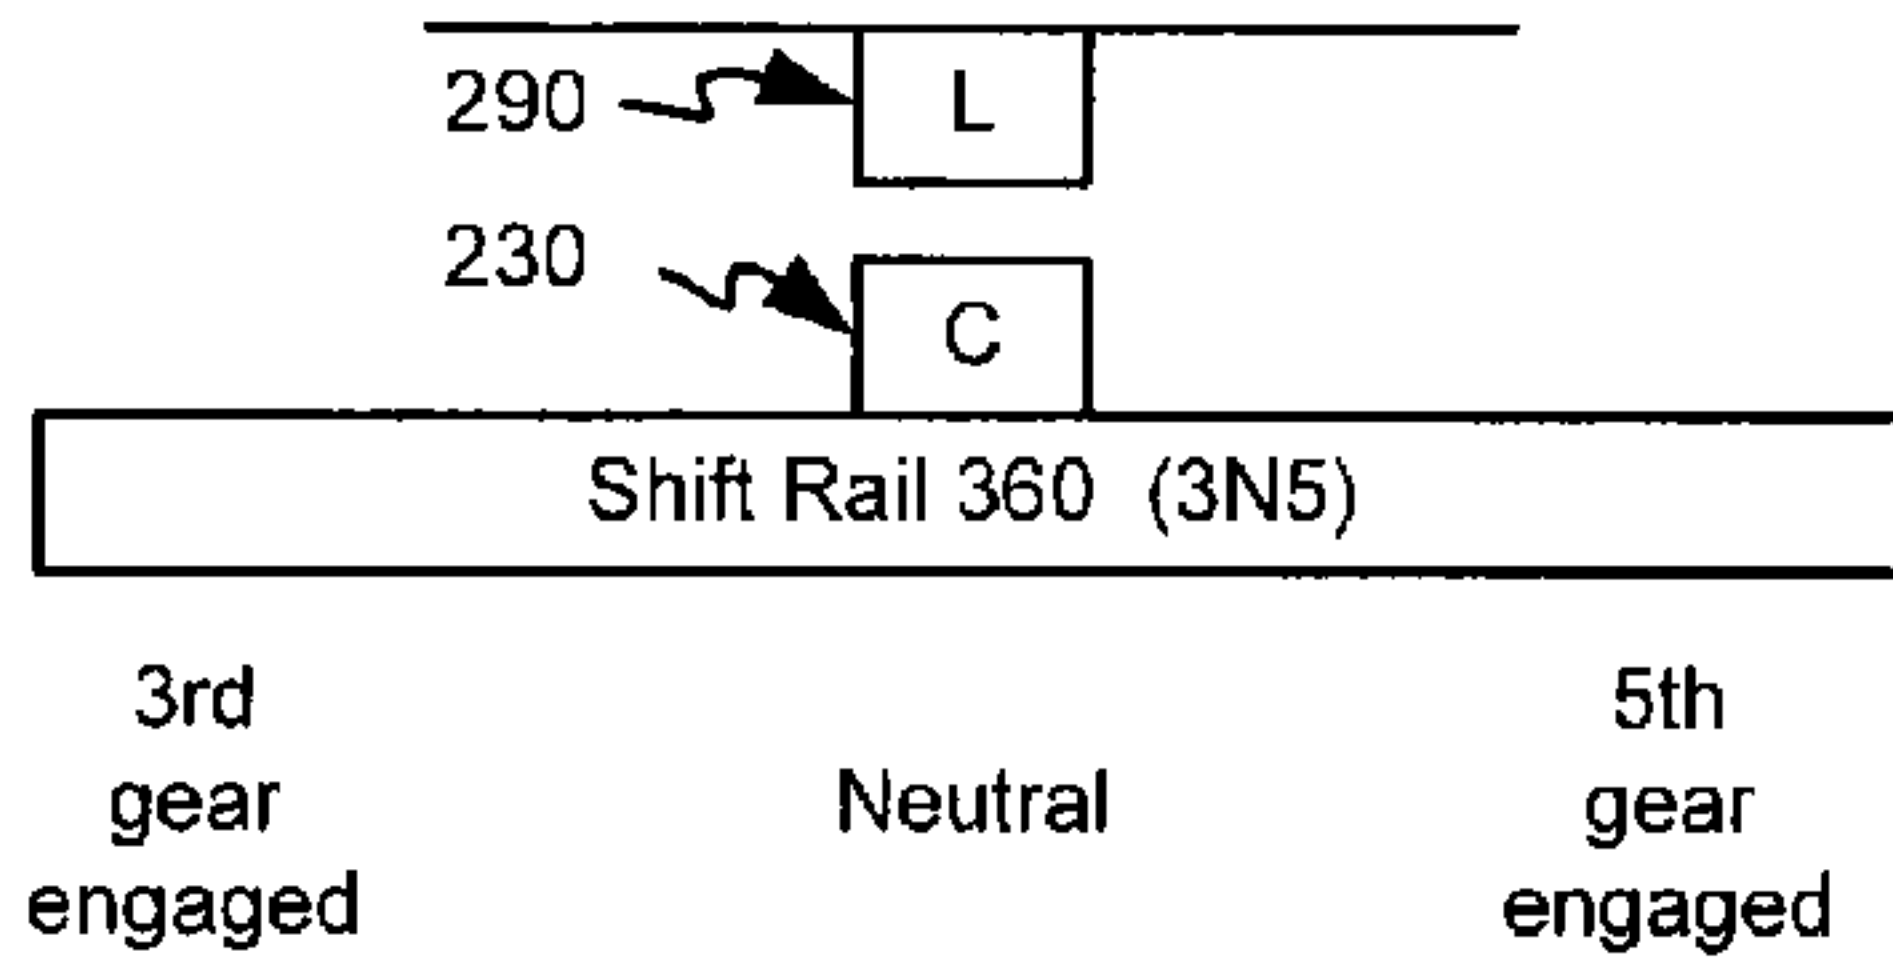 290
L
230
C
Shift Rail 360 (3N5)
3rd
gear
engaged
Neutral
5th
gear
engaged